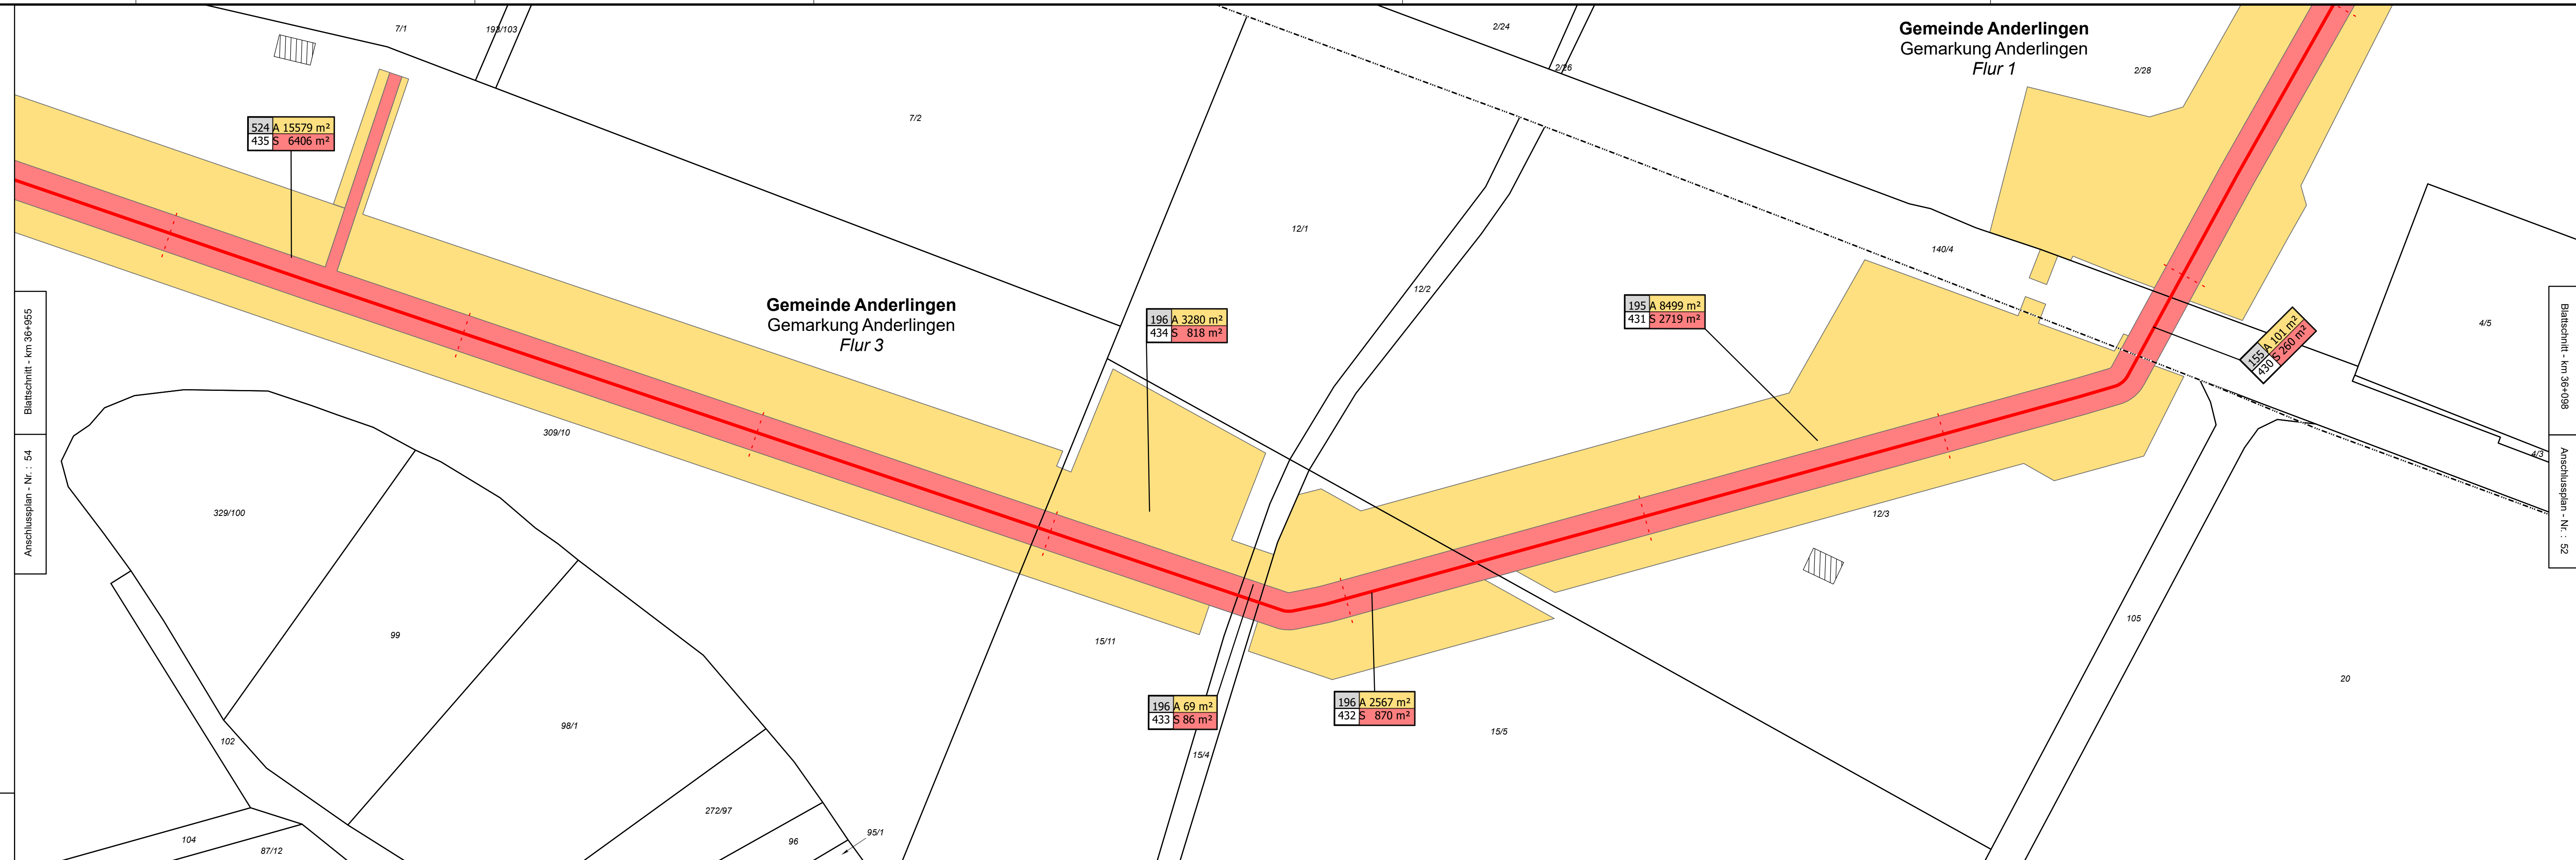 7/1
193/103
2/24
2/26
Gemeinde Anderlingen
Gemarkung Anderlingen
Flur 1
2/28
7/2
524 A 15579 m²
435 S 6406 m²
12/1
140/4
12/2
Gemeinde Anderlingen
Gemarkung Anderlingen
Flur 3
196 A 3280 m²
434 S 818 m²
195 A 8499 m²
431 S 2719 m²
155 A 101 m²
430 S 260 m²
4/5
4/3
Blattschnitt - km 36+955
Anschlussplan - Nr. : 54
Blattschnitt - km 36+098
Anschlussplan - Nr. : 52
309/10
329/100
12/3
99
15/11
105
20
196 A 69 m²
433 S 86 m²
196 A 2567 m²
432 S 870 m²
98/1
102
15/4
15/5
272/97
104
87/12
96
95/1